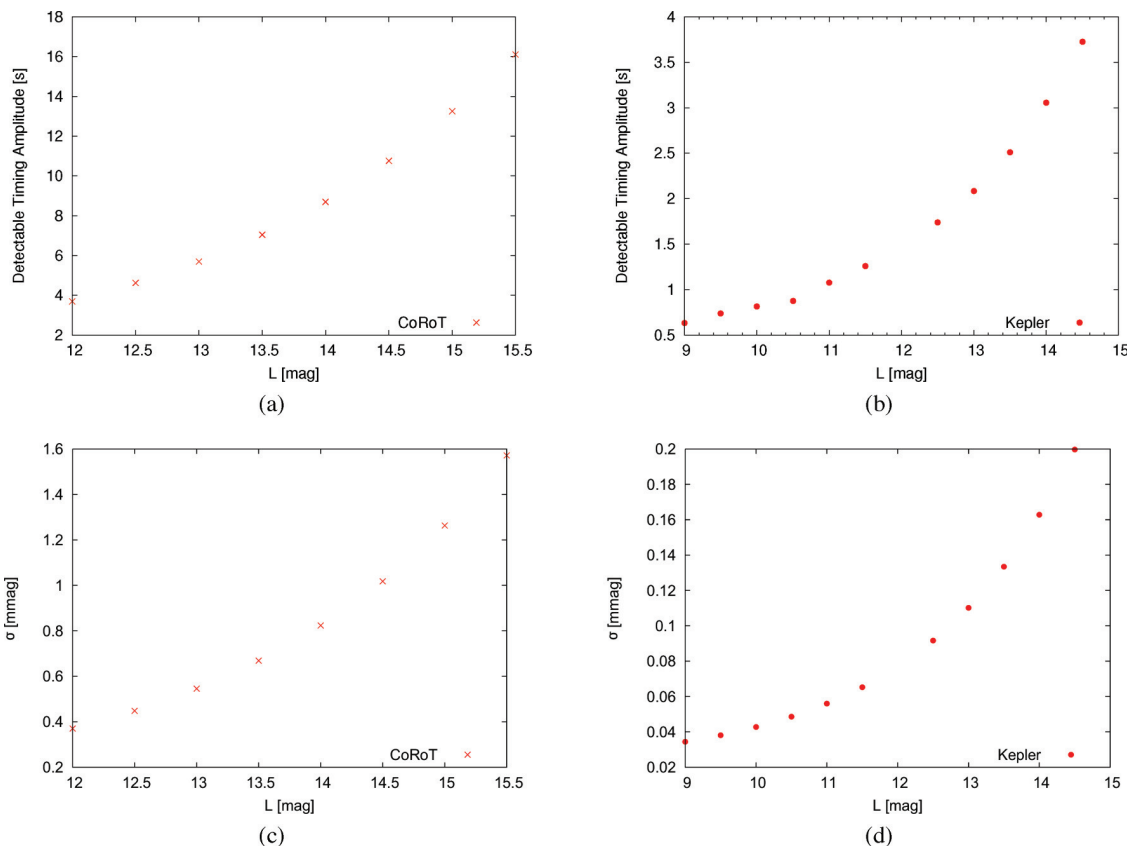 18
16
14
12
10
8
6
4
2
Detectable Timing Amplitude [s]
CoRoT
12 12.5 13 13.5 14 14.5 15 15.5
L [mag]
(a)
4
3.5
3
2.5
2
1.5
1
0.5
Detectable Timing Amplitude [s]
Kepler
9 10 11 12 13 14 15
L [mag]
(b)
1.6
1.4
1.2
1
0.8
0.6
0.4
0.2
σ [mmag]
CoRoT
12 12.5 13 13.5 14 14.5 15 15.5
L [mag]
(c)
0.2
0.18
0.16
0.14
0.12
0.1
0.08
0.06
0.04
0.02
σ [mmag]
Kepler
9 10 11 12 13 14 15
L [mag]
(d)